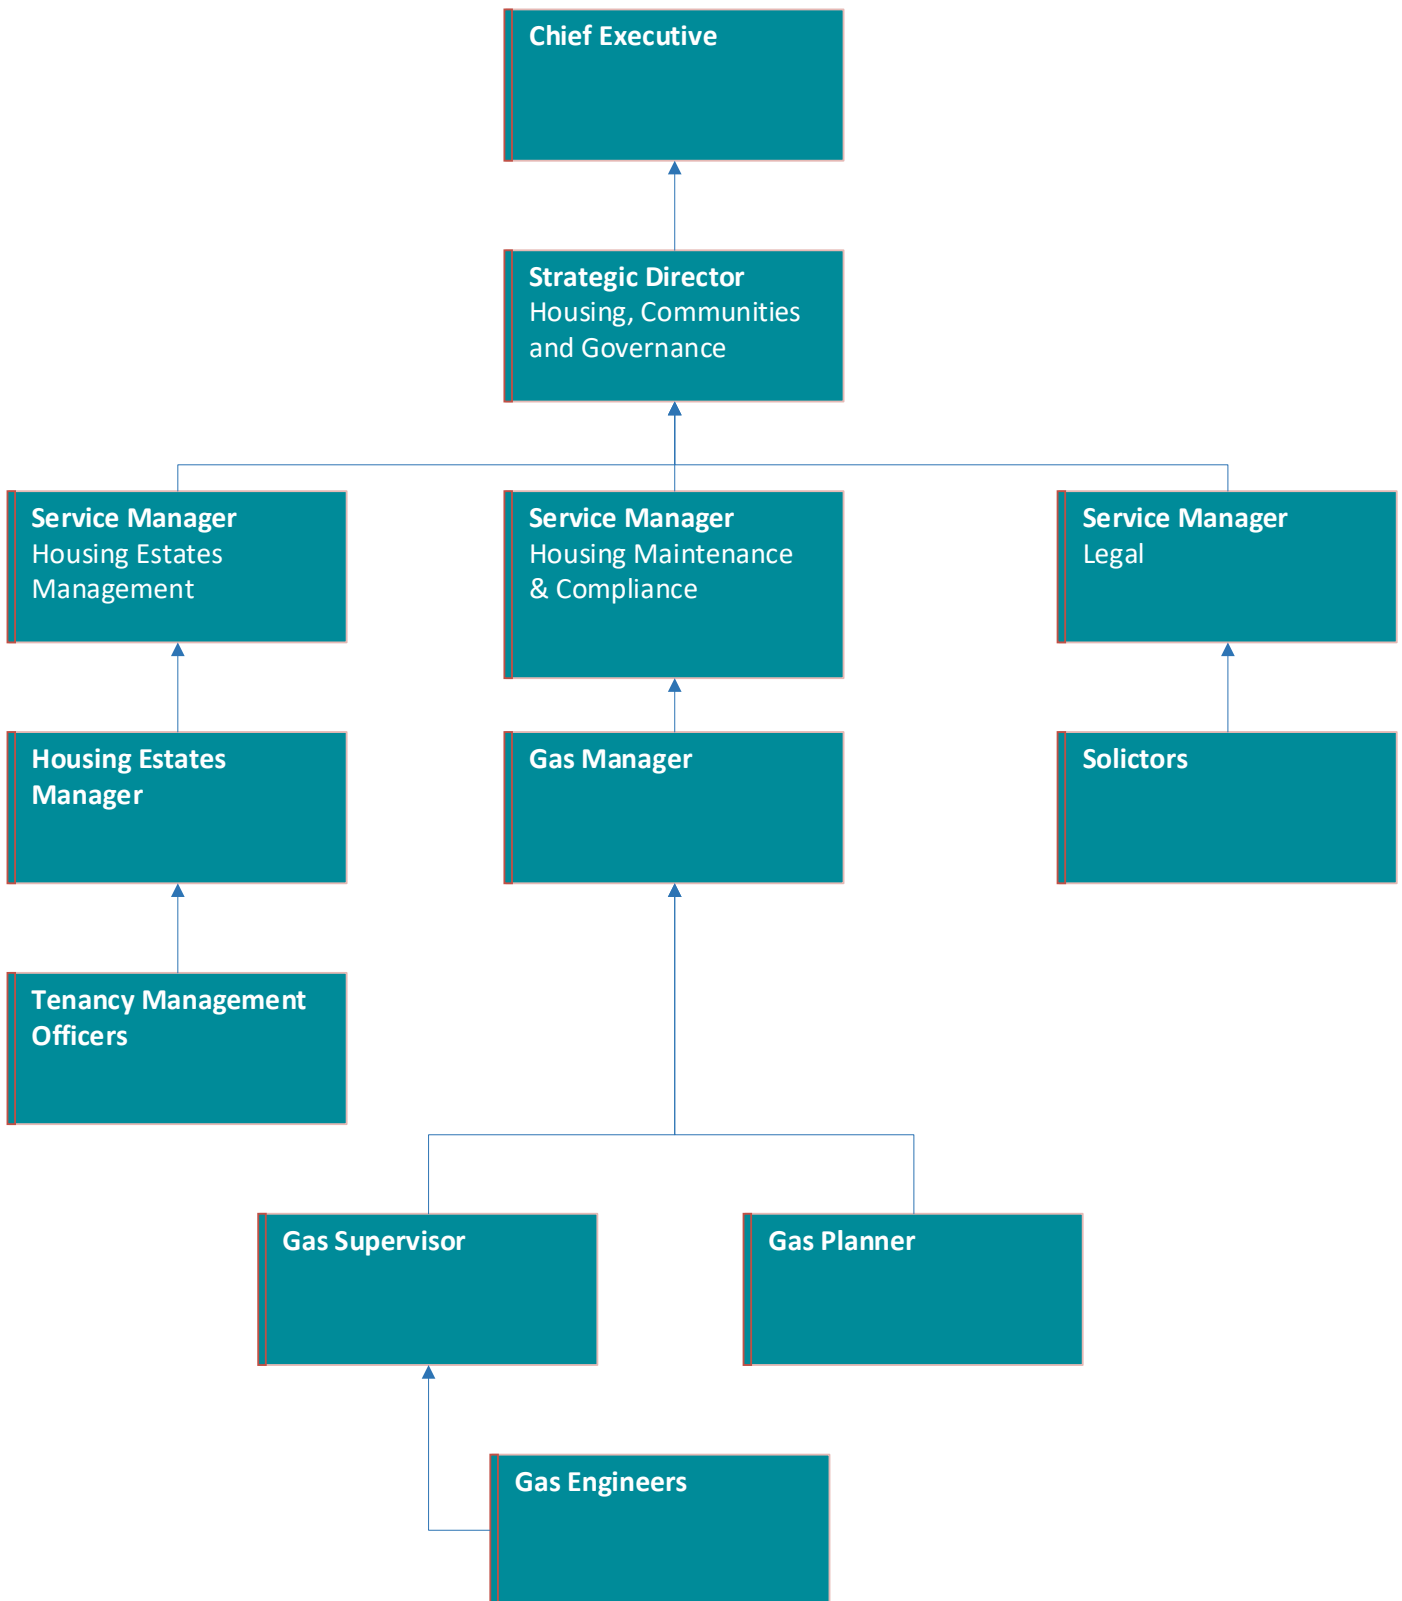 Chief Executive
Strategic Director
Housing, Communities
and Governance
Service Manager
Housing Estates
Management
Service Manager
Housing Maintenance
& Compliance
Service Manager
Legal
Housing Estates
Manager
Gas Manager
Solictors
Tenancy Management
Officers
Gas Supervisor
Gas Planner
Gas Engineers